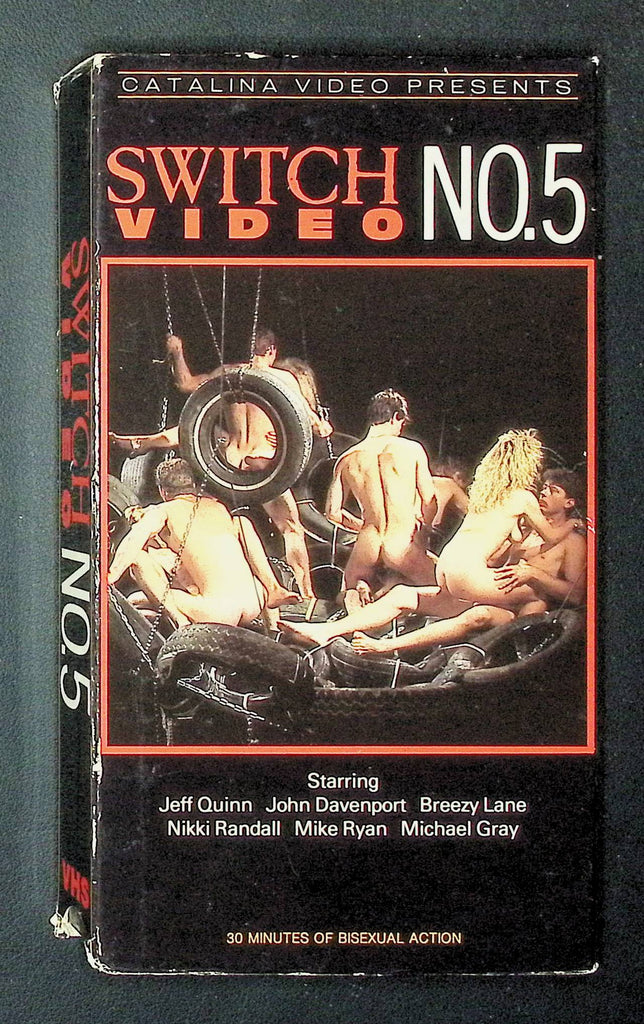 CATALINA VIDEO PRESENTS
SWITCH
VIDEO
NO.5
Starring
Jeff Quinn John Davenport Breezy Lane
Nikki Randall Mike Ryan Michael Gray
30 MINUTES OF BISEXUAL ACTION
SWITCH NO.5
VHS